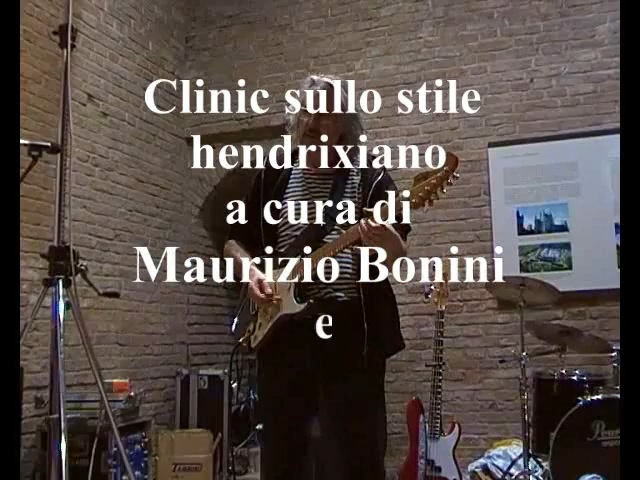 Clinic sullo stile
hendrixiano
a cura di
Maurizio Bonini
e